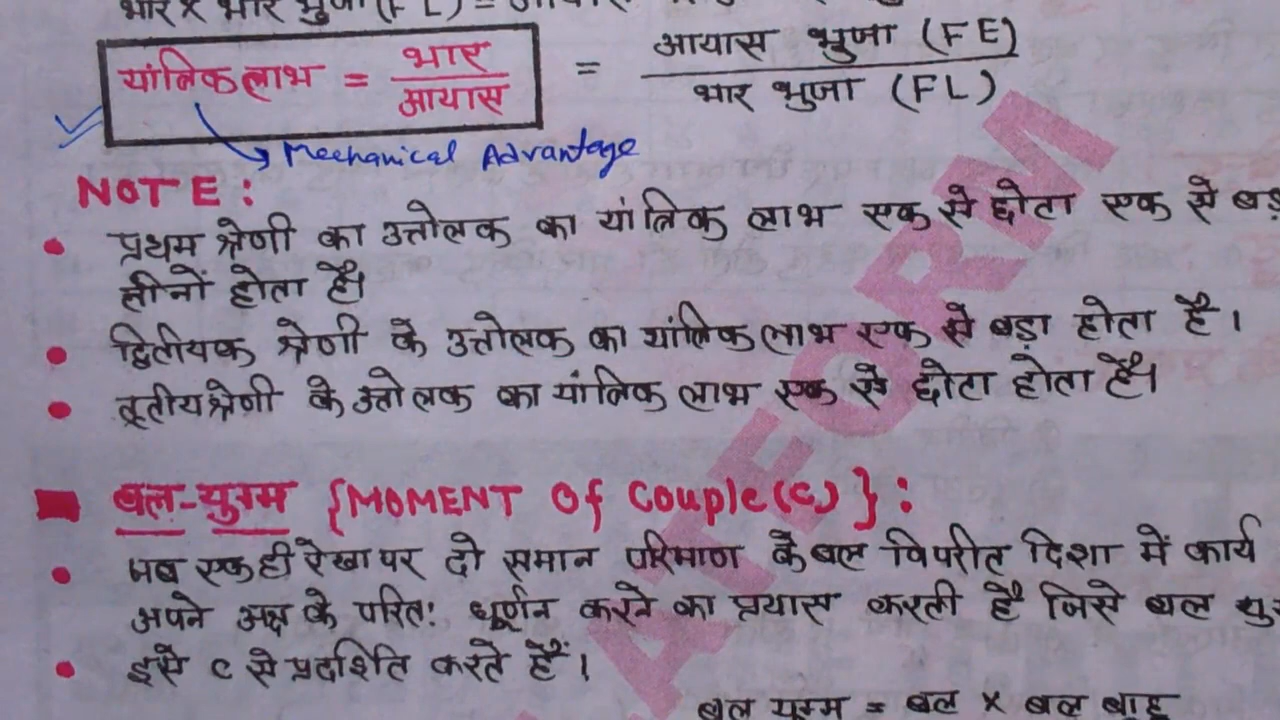 भार x भार भुजा (FL) =
यांत्रिक लाभ = भार / आयास = आयास भुजा (FE) / भार भुजा (FL)
Mechanical Advantage
NOTE:
• प्रथम श्रेणी का उत्तोलक का यांत्रिक लाभ एक से छोटा एक से
तीनों होता है।
• द्वितीयक श्रेणी के उत्तोलक का यांत्रिक लाभ एक से बड़ा होता है।
• तृतीय श्रेणी के उत्तोलक का यांत्रिक लाभ एक से छोटा होता है।
बल-युग्म {MOMENT Of Couple(c)}:
• जब एक ही रेखा पर दो समान परिमाण के बल विपरीत दिशा में कार्य
अपने अक्ष के परित: धूर्णन करने का प्रयास करती है जिसे बल
• इसे c से प्रदर्शित करते हैं।
बल युग्म = बल x बल बाहु
ATFORM